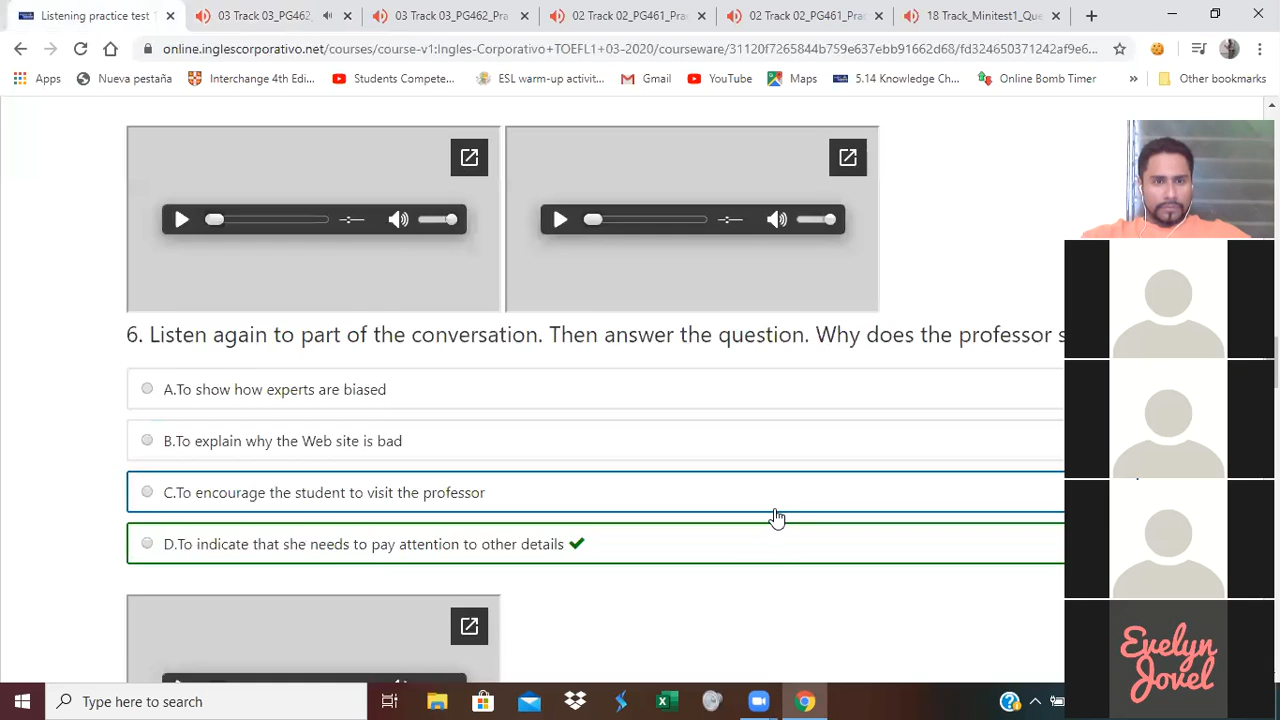 Listening practice test
03 Track 03_PG462
03 Track 03_PG462_Pra
02 Track 02_PG461_Pra
02 Track 02_PG461_Pra
18 Track_Minitest1_Que
online.inglescorporativo.net/courses/course-v1:Ingles-Corporativo+TOEFL1+03-2020/courseware/31120f7265844b759e637ebb91662d68/fd324650371242af9e6...
Apps
Nueva pestaña
Interchange 4th Edi...
Students Compete...
ESL warm-up activit...
Gmail
YouTube
Maps
5.14 Knowledge Ch...
Online Bomb Timer
»
Other bookmarks
6. Listen again to part of the conversation. Then answer the question. Why does the professor s
A.To show how experts are biased
B.To explain why the Web site is bad
C.To encourage the student to visit the professor
D.To indicate that she needs to pay attention to other details
Evelyn
Jovel
Type here to search